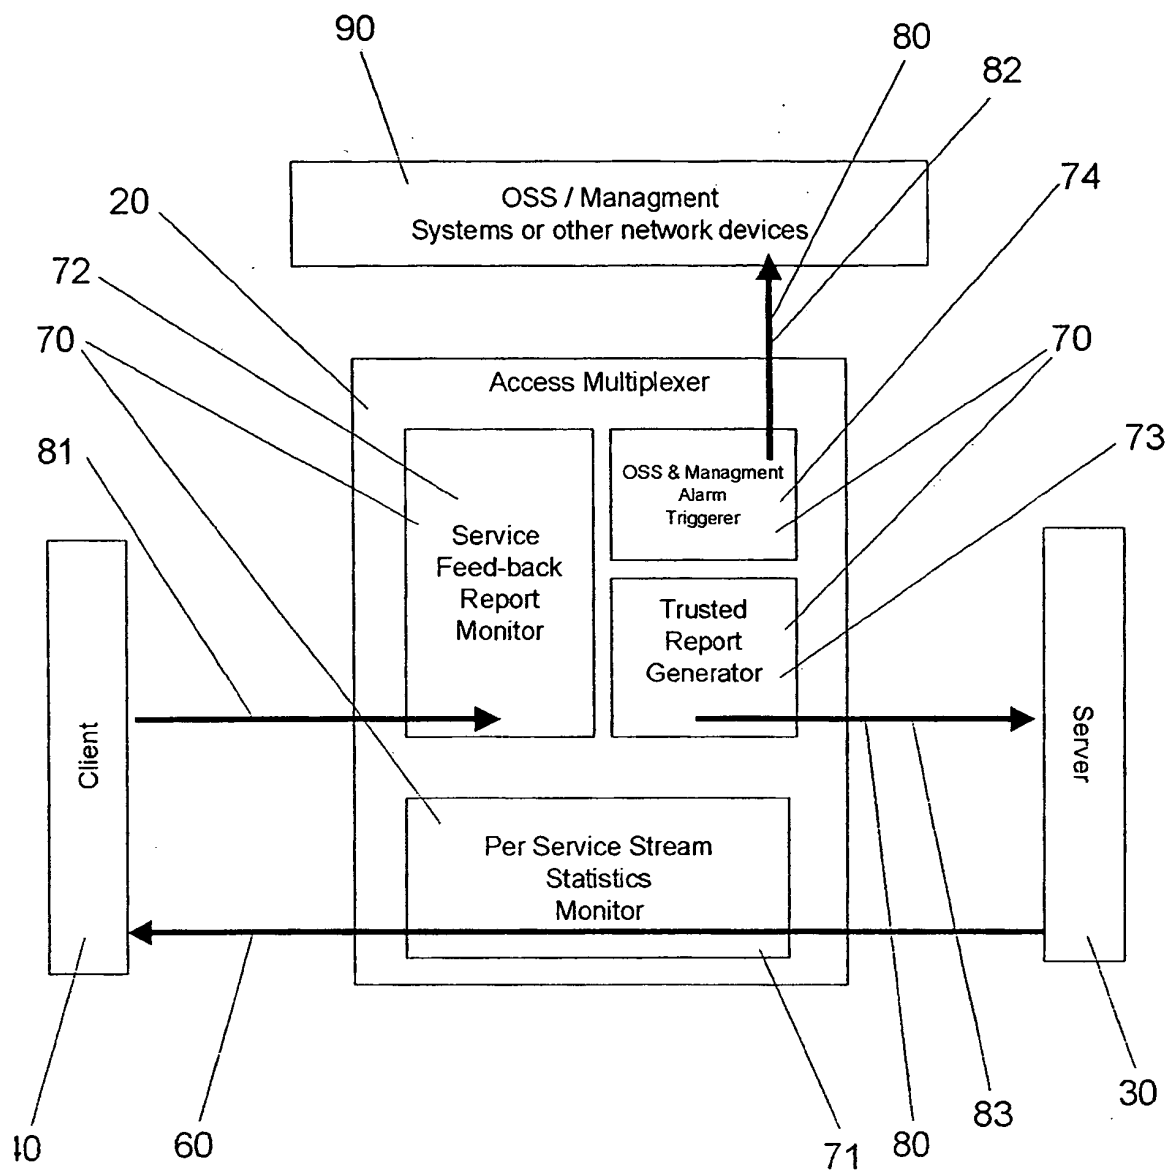 90
80
82
OSS / Managment
Systems or other network devices
74
20
72
70
70
Access Multiplexer
81
73
OSS & Managment
Alarm
Triggerer
Service
Feed-back
Report
Monitor
Trusted
Report
Generator
Client
Server
Per Service Stream
Statistics
Monitor
30
83
60
71
80